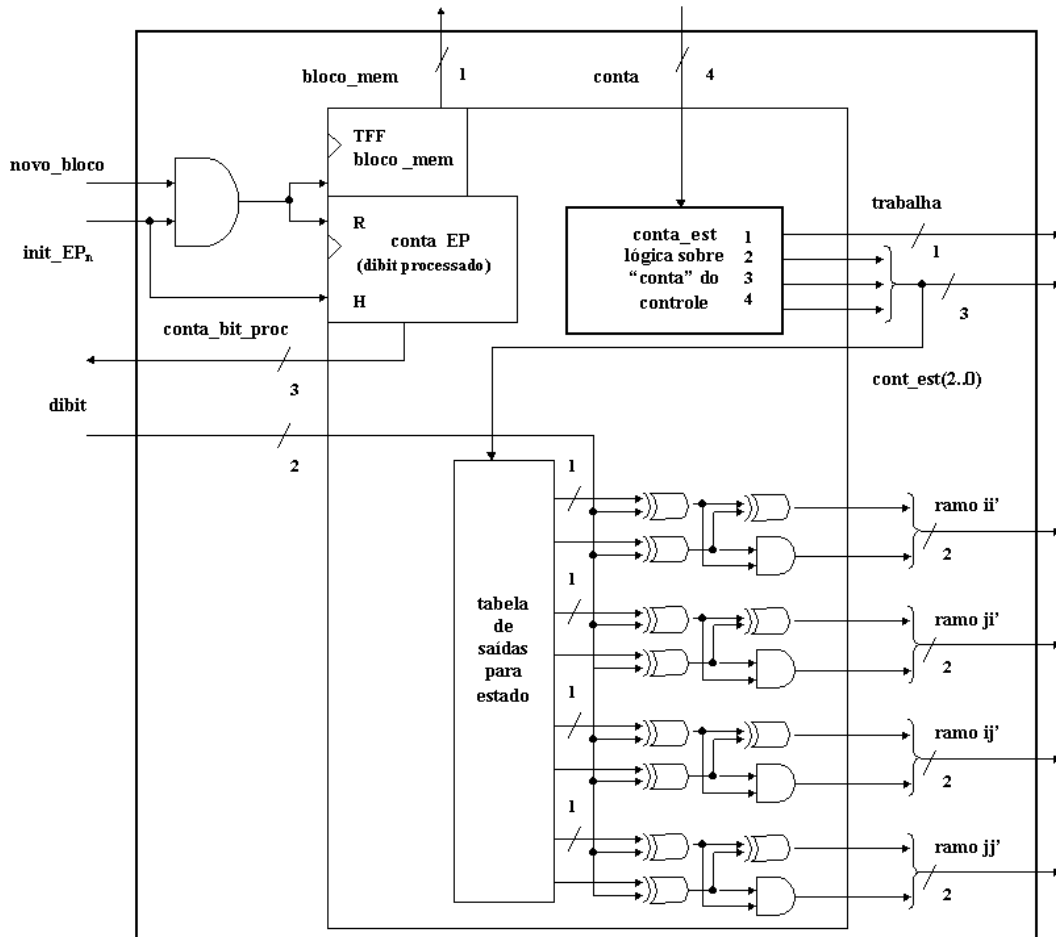 bloco_mem
1
conta
4
TFF
bloco_mem
novo_bloco
init_EPn
R
conta EP
(dibit processado)
H
conta_est 1
lógica sobre 2
“conta” do 3
controle 4
trabalha
1
3
conta_bit_proc
3
cont_est(2..0)
dibit
2
tabela
de
saídas
para
estado
1
ramo ii’
2
1
ramo ji’
2
1
ramo ij’
2
1
ramo jj’
2